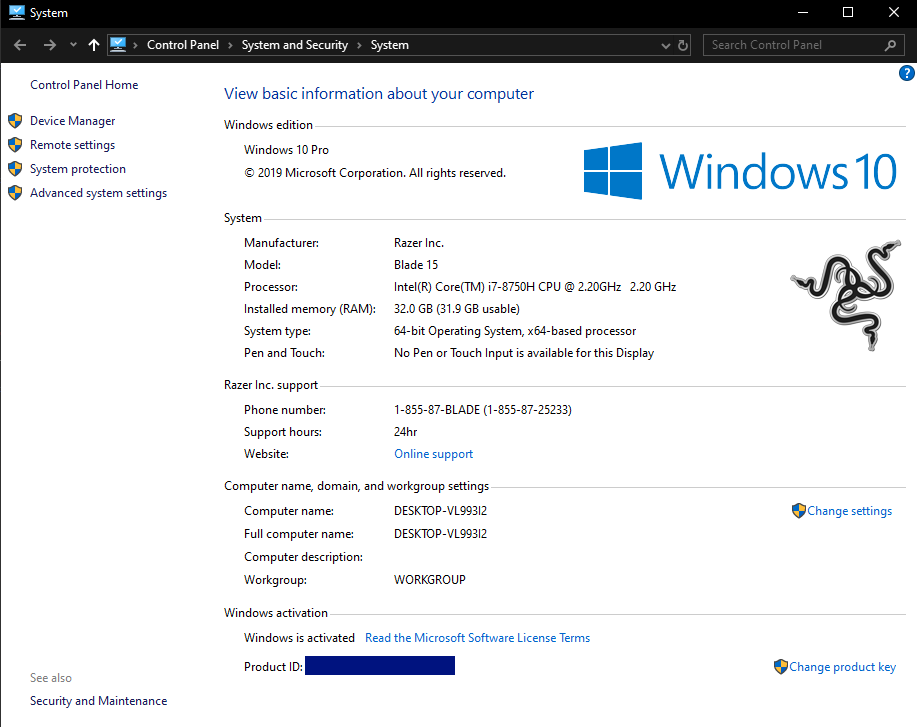 System
Control Panel > System and Security > System
Search Control Panel
Control Panel Home
Device Manager
Remote settings
System protection
Advanced system settings
See also
Security and Maintenance
?
View basic information about your computer
Windows edition
Windows 10 Pro
© 2019 Microsoft Corporation. All rights reserved.
Windows 10
System
Manufacturer: Razer Inc.
Model: Blade 15
Processor: Intel(R) Core(TM) i7-8750H CPU @ 2.20GHz 2.20 GHz
Installed memory (RAM): 32.0 GB (31.9 GB usable)
System type: 64-bit Operating System, x64-based processor
Pen and Touch: No Pen or Touch Input is available for this Display
Razer Inc. support
Phone number: 1-855-87-BLADE (1-855-87-25233)
Support hours: 24hr
Website: Online support
Computer name, domain, and workgroup settings
Computer name: DESKTOP-VL993I2 Change settings
Full computer name: DESKTOP-VL993I2
Computer description:
Workgroup: WORKGROUP
Windows activation
Windows is activated Read the Microsoft Software License Terms
Product ID: Change product key